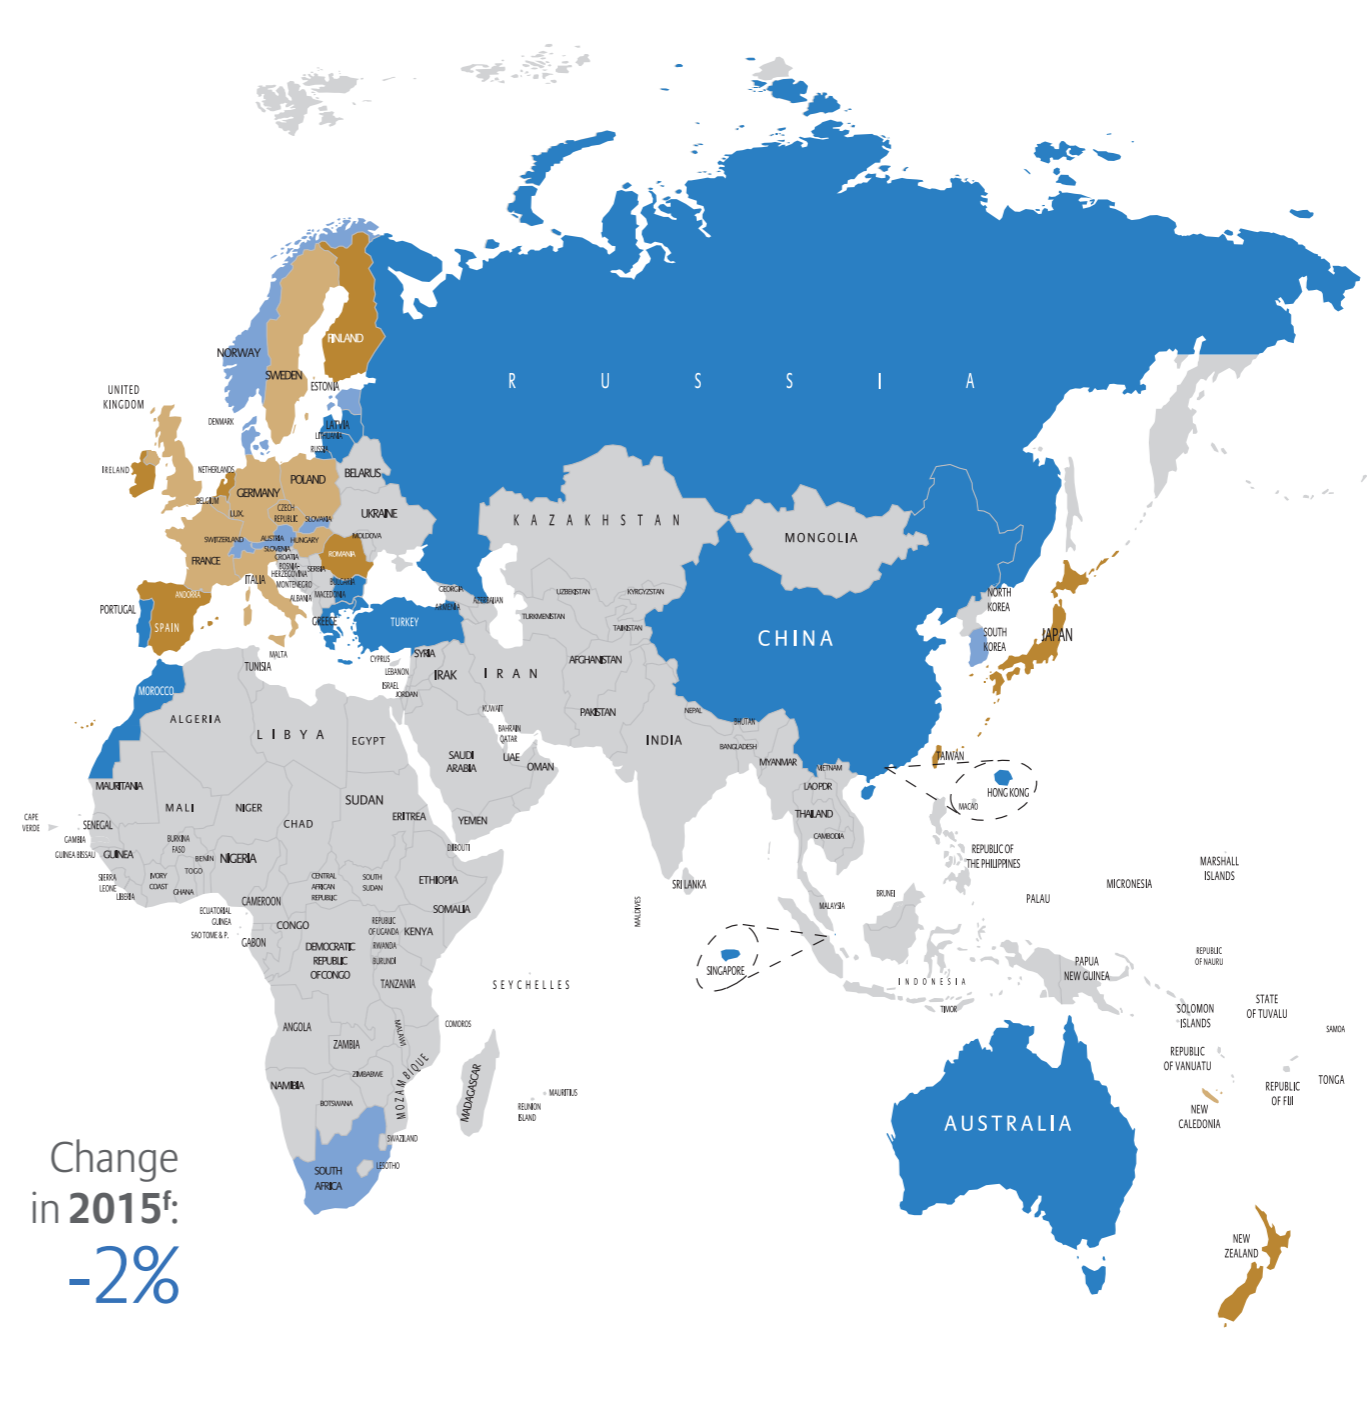 NORWAY
FINLAND
SWEDEN
ESTONIA
UNITED
KINGDOM
DENMARK
LATVIA
LITHUANIA
RUSSIA
IRELAND
NETHERLANDS
BELARUS
POLAND
GERMANY
BELGIUM
LUX.
CZECH
REPUBLIC
SLOVAKIA
UKRAINE
SWITZERLAND
AUSTRIA
HUNGARY
MOLDOVA
SLOVENIA
CROATIA
ROMANIA
FRANCE
BOSNIA-
HERZEGOVINA
SERBIA
ITALIA
MONTENEGRO
BULGARIA
ANDORRA
ALBANIA
MACEDONIA
PORTUGAL
SPAIN
GREECE
TURKEY
GEORGIA
ARMENIA
AZERBAIJAN
MALTA
CYPRUS
SYRIA
RUSSIA
KAZAKHSTAN
MONGOLIA
UZBEKISTAN
KYRGYZSTAN
TURKMENISTAN
TAJIKISTAN
NORTH
KOREA
SOUTH
KOREA
JAPAN
CHINA
AFGHANISTAN
TUNISIA
LEBANON
ISRAEL
JORDAN
IRAK
IRAN
MOROCCO
ALGERIA
LIBYA
EGYPT
KUWAIT
BAHRAIN
QATAR
PAKISTAN
NEPAL
BHUTAN
INDIA
BANGLADESH
MYANMAR
VIETNAM
TAIWAN
HONG KONG
MACAO
SAUDI
ARABIA
UAE
OMAN
LAO PDR
THAILAND
CAMBODIA
MAURITANIA
MALI
NIGER
CHAD
SUDAN
ERITREA
YEMEN
DJIBOUTI
CAPE
VERDE
SENEGAL
GAMBIA
GUINEA BISSAU
GUINEA
BURKINA
FASO
BENIN
TOGO
NIGERIA
SIERRA
LEONE
LIBERIA
IVORY
COAST
GHANA
CENTRAL
AFRICAN
REPUBLIC
SOUTH
SUDAN
ETHIOPIA
SOMALIA
CAMEROON
ECUATORIAL
GUINEA
SAO TOME & P.
GABON
CONGO
REPUBLIC
OF UGANDA
KENYA
DEMOCRATIC
REPUBLIC
OF CONGO
RWANDA
BURUNDI
TANZANIA
SEYCHELLES
SRI LANKA
MALDIVES
SINGAPORE
MALAYSIA
BRUNEI
REPUBLIC OF
THE PHILIPPINES
PALAU
MICRONESIA
MARSHALL
ISLANDS
REPUBLIC
OF NAURU
INDONESIA
TIMOR
PAPUA
NEW GUINEA
SOLOMON
ISLANDS
STATE
OF TUVALU
SAMOA
REPUBLIC
OF VANUATU
REPUBLIC
OF FIJI
TONGA
NEW
CALEDONIA
ANGOLA
ZAMBIA
MALAWI
COMOROS
MOZAMBIQUE
ZIMBABWE
NAMIBIA
BOTSWANA
MADAGASCAR
MAURITIUS
REUNION
ISLAND
SWAZILAND
LESOTHO
SOUTH
AFRICA
AUSTRALIA
NEW
ZEALAND
Change
in 2015f:
-2%